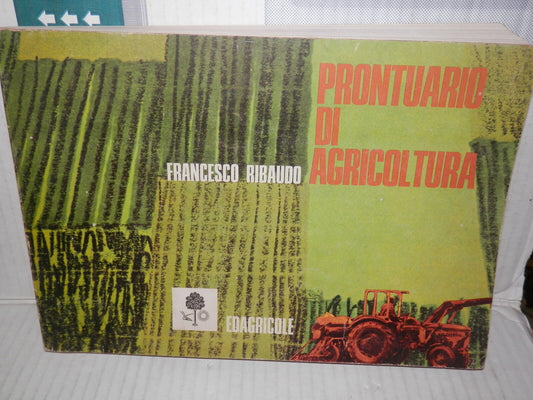 PRONTUARIO
DI
AGRICOLTURA
FRANCESCO RIBAUDO
EDAGRICOLE